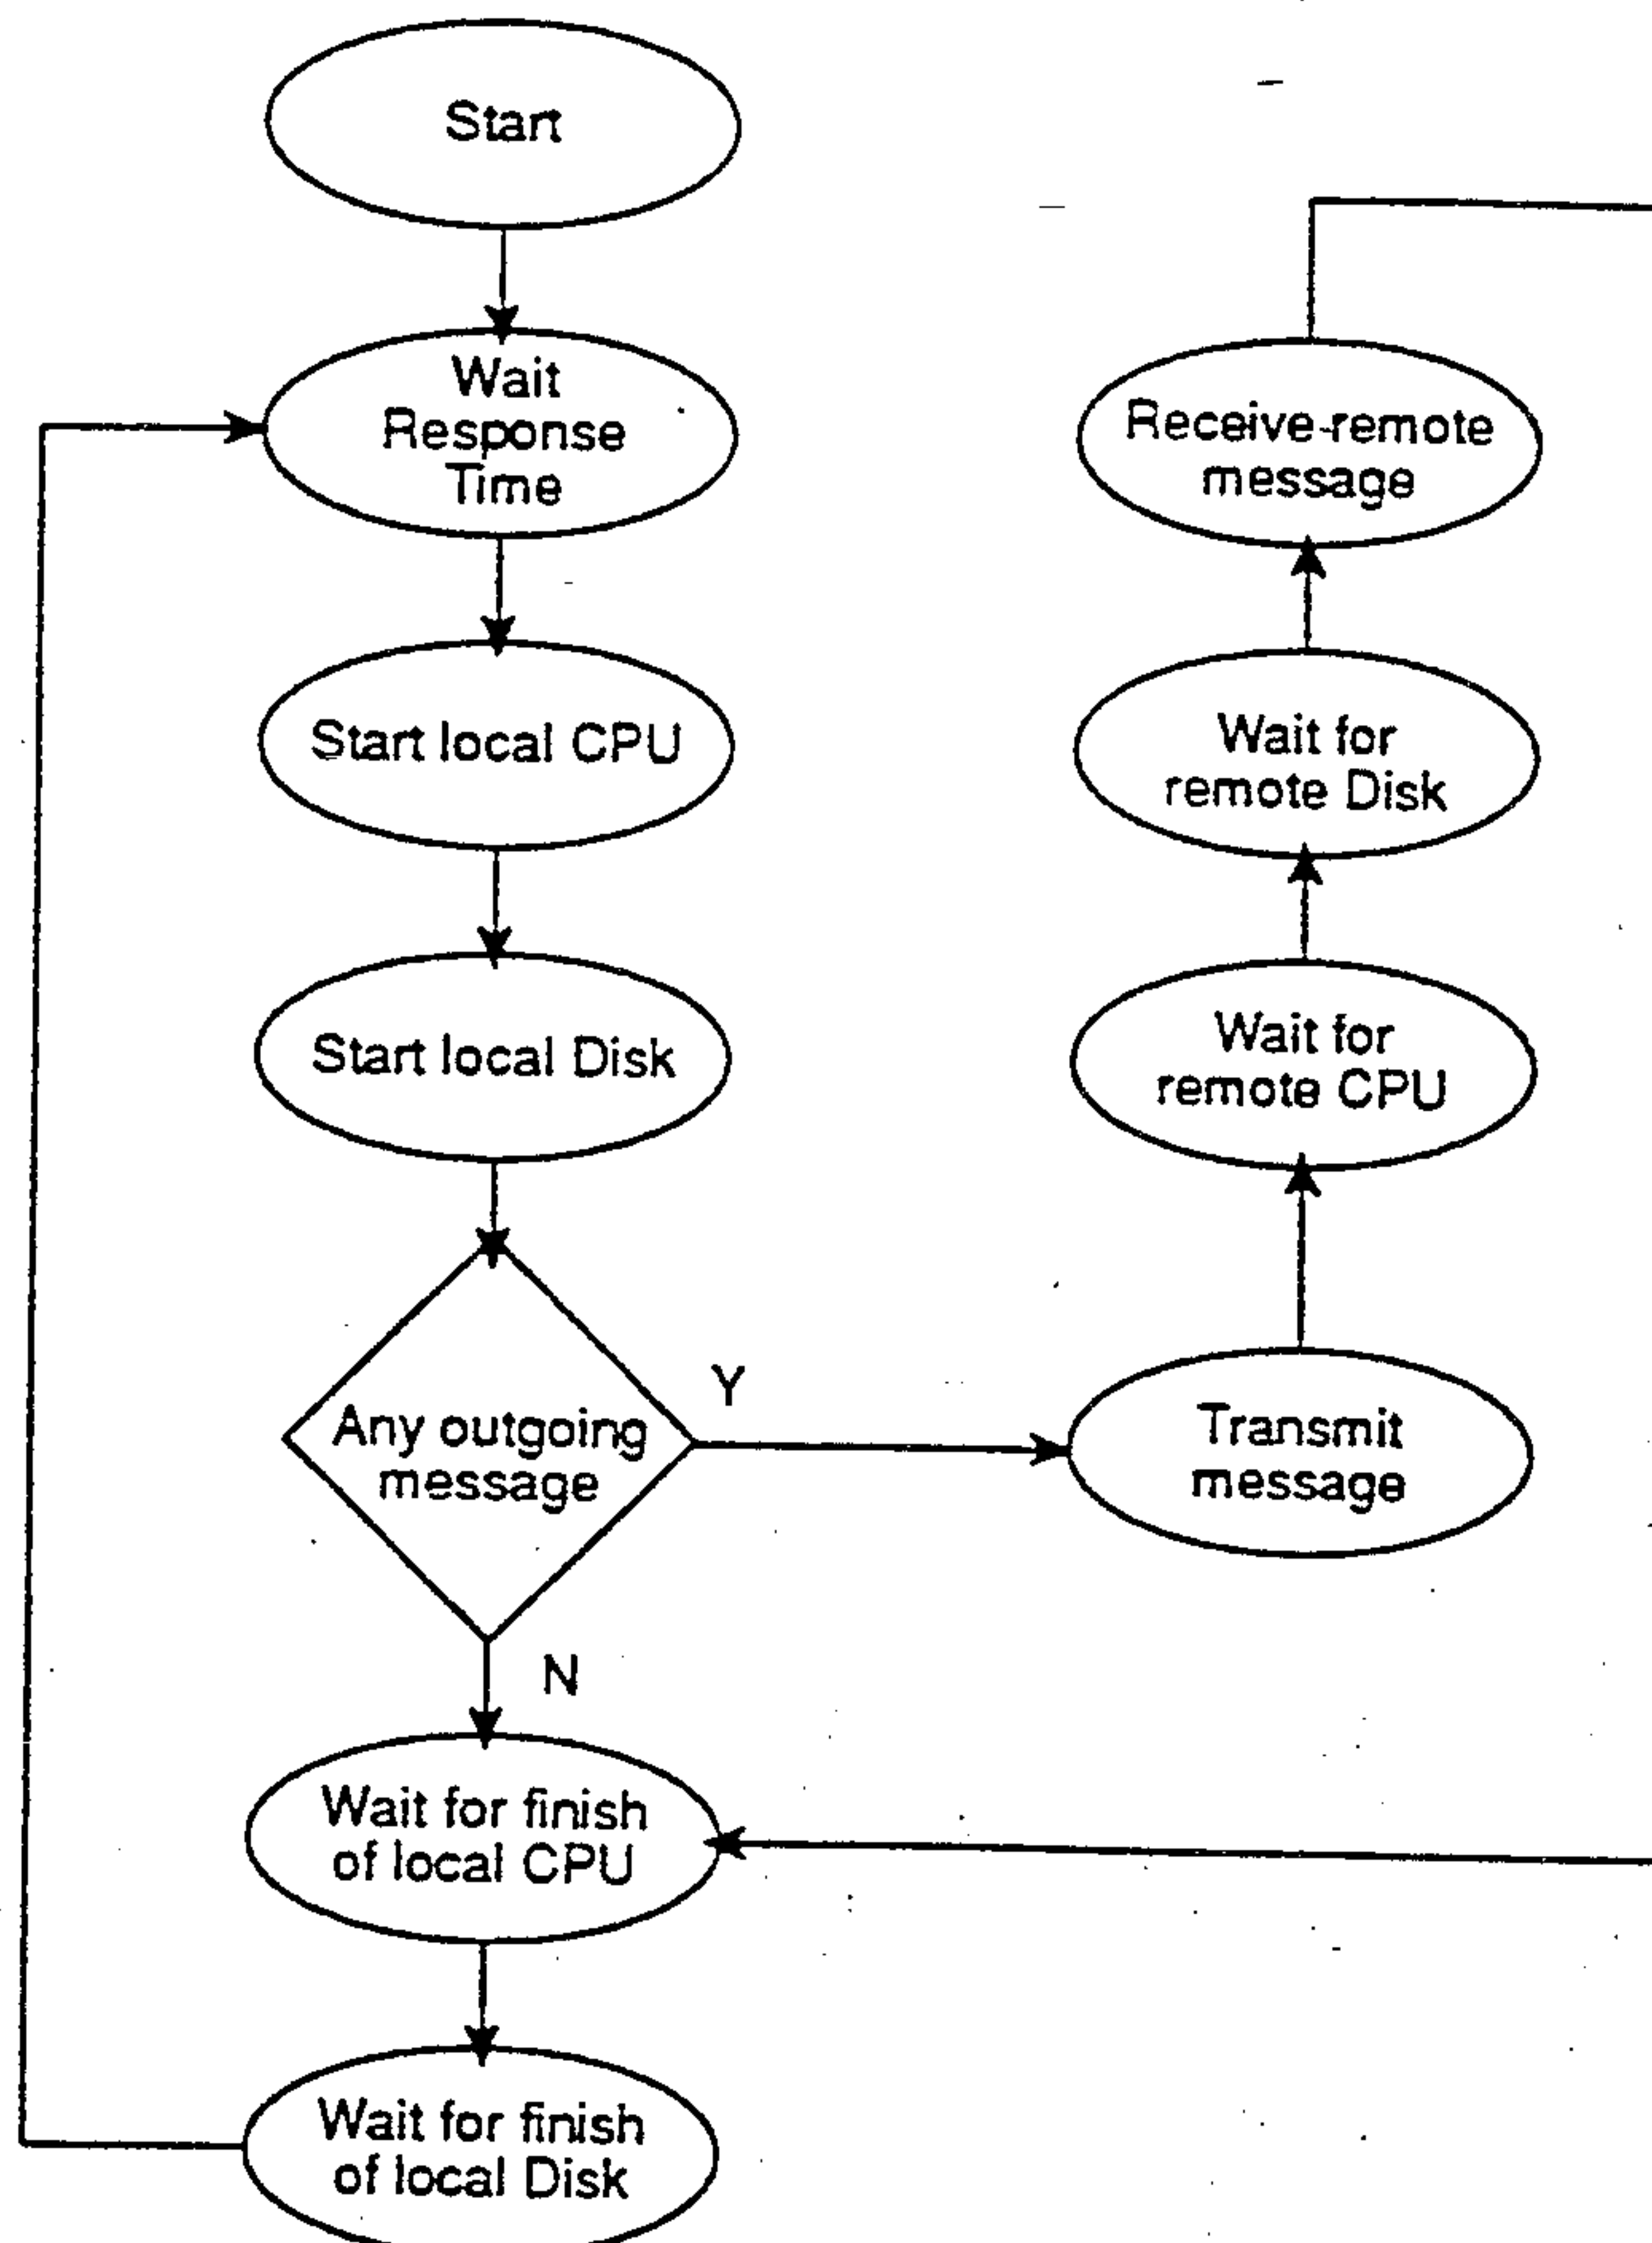 Start
Wait
Response
Time
Start local CPU
Start local Disk
Any outgoing
message
Y
N
Wait for finish
of local CPU
Wait for finish
of local Disk
Transmit
message
Wait for
remote CPU
Wait for
remote Disk
Receive-remote
message